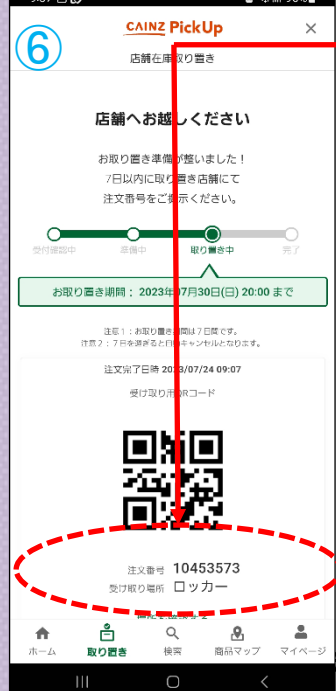 ⑥
CAINZ PickUp
×
店舗在庫取り置き
店舗へお越しください
お取り置き準備が整いました！
7日以内に取り置き店舗にて
注文番号をご提示ください。
受付確認中 準備中 取り置き中 完了
お取り置き期間： 2023年07月30日(日) 20:00 まで
注意1：お取り置き期間は7日間です。
注意2：7日を過ぎると自動キャンセルとなります。
注文完了日時 2023/07/24 09:07
受け取り用QRコード
注文番号 10453573
受け取り場所 ロッカー
ホーム 取り置き 検索 商品マップ マイページ